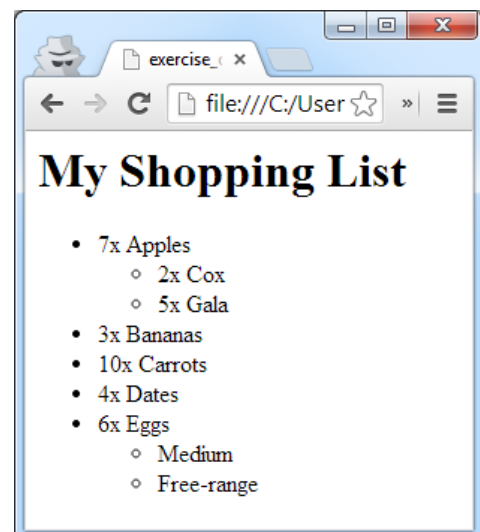 exercise_
file:///C:/User
My Shopping List
7x Apples
2x Cox
5x Gala
3x Bananas
10x Carrots
4x Dates
6x Eggs
Medium
Free-range